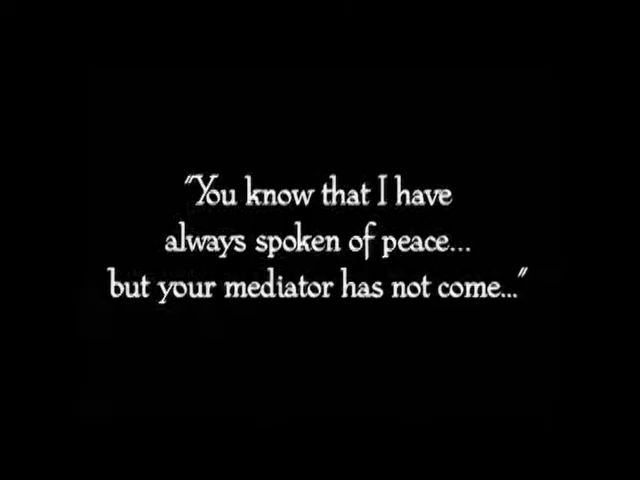 "You know that I have
always spoken of peace...
but your mediator has not come..."